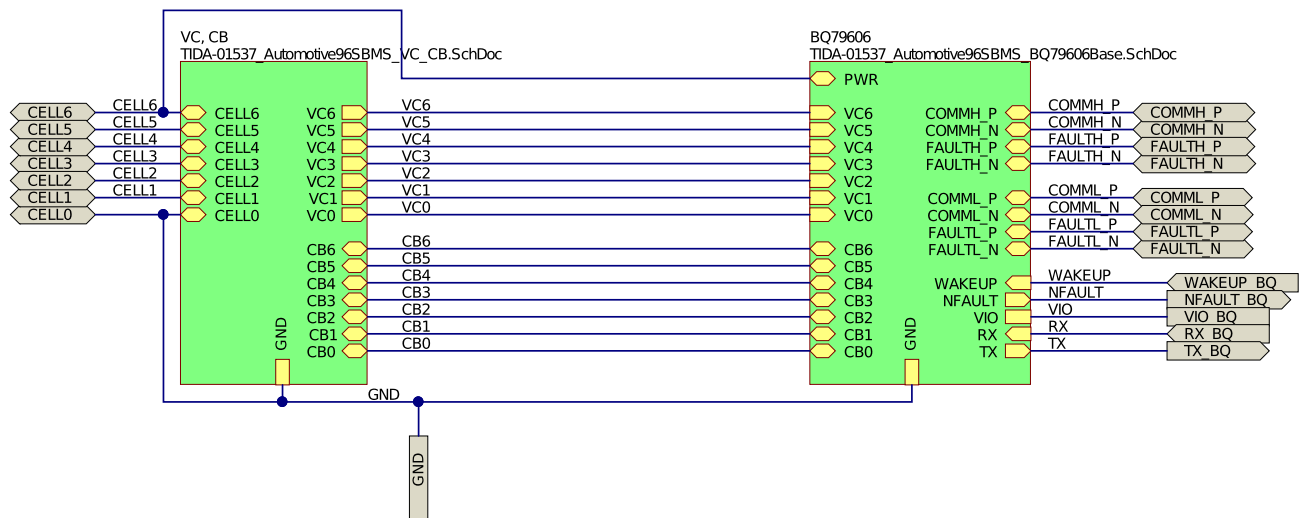 VC, CB
TIDA-01537_Automotive96SBMS_VC_CB.SchDoc
BQ79606
TIDA-01537_Automotive96SBMS_BQ79606Base.SchDoc
PWR
CELL6 CELL6 CELL6 VC6 VC6 VC6 COMMH_P COMMH_P COMMH_P
CELL5 CELL5 CELL5 VC5 VC5 VC5 COMMH_N COMMH_N COMMH_N
CELL4 CELL4 CELL4 VC4 VC4 VC4 FAULTH_P FAULTH_P FAULTH_P
CELL3 CELL3 CELL3 VC3 VC3 VC3 FAULTH_N FAULTH_N FAULTH_N
CELL2 CELL2 CELL2 VC2 VC2 VC2
CELL1 CELL1 CELL1 VC1 VC1 VC1 COMML_P COMML_P COMML_P
CELL0 CELL0 VC0 VC0 VC0 COMML_N COMML_N COMML_N
FAULTL_P FAULTL_P FAULTL_P
CB6 CB6 CB6 FAULTL_N FAULTL_N FAULTL_N
CB5 CB5 CB5
CB4 CB4 CB4 WAKEUP WAKEUP WAKEUP_BQ
CB3 CB3 CB3 NFAULT NFAULT NFAULT_BQ
CB2 CB2 CB2 VIO VIO VIO_BQ
CB1 CB1 CB1 RX RX RX_BQ
CB0 CB0 CB0 TX TX TX_BQ
GND GND
GND
GND